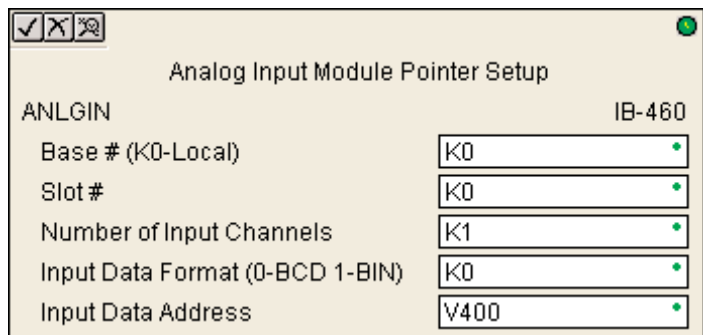 Analog Input Module Pointer Setup
ANLGIN IB-460
Base # (K0-Local) K0
Slot # K0
Number of Input Channels K1
Input Data Format (0-BCD 1-BIN) K0
Input Data Address V400